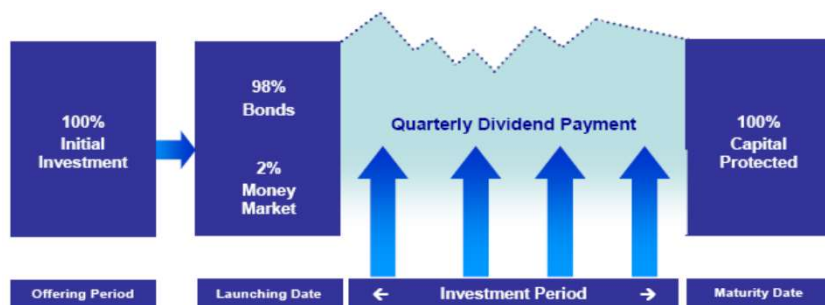 100%
Initial
Investment
98%
Bonds
2%
Money
Market
Quarterly Dividend Payment
100%
Capital
Protected
Offering Period
Launching Date
← Investment Period →
Maturity Date